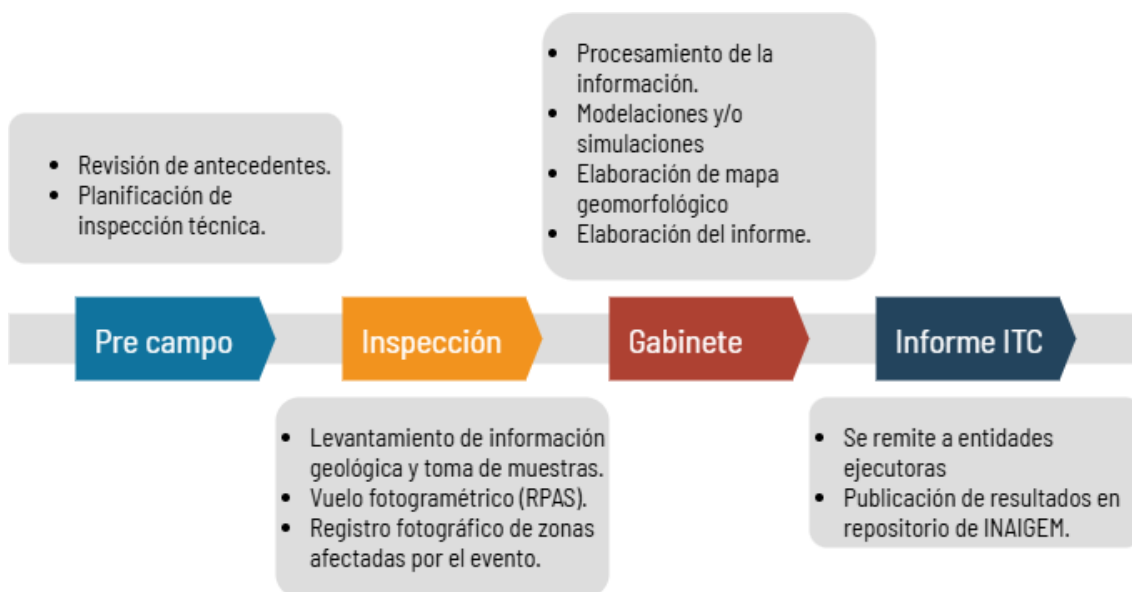 • Procesamiento de la
información.
• Modelaciones y/o
simulaciones
• Elaboración de mapa
geomorfológico
• Elaboración del informe.
• Revisión de antecedentes.
• Planificación de
inspección técnica.
Pre campo
Inspección
Gabinete
Informe ITC
• Levantamiento de información
geológica y toma de muestras.
• Vuelo fotogramétrico (RPAS).
• Registro fotográfico de zonas
afectadas por el evento.
• Se remite a entidades
ejecutoras
• Publicación de resultados en
repositorio de INAIGEM.